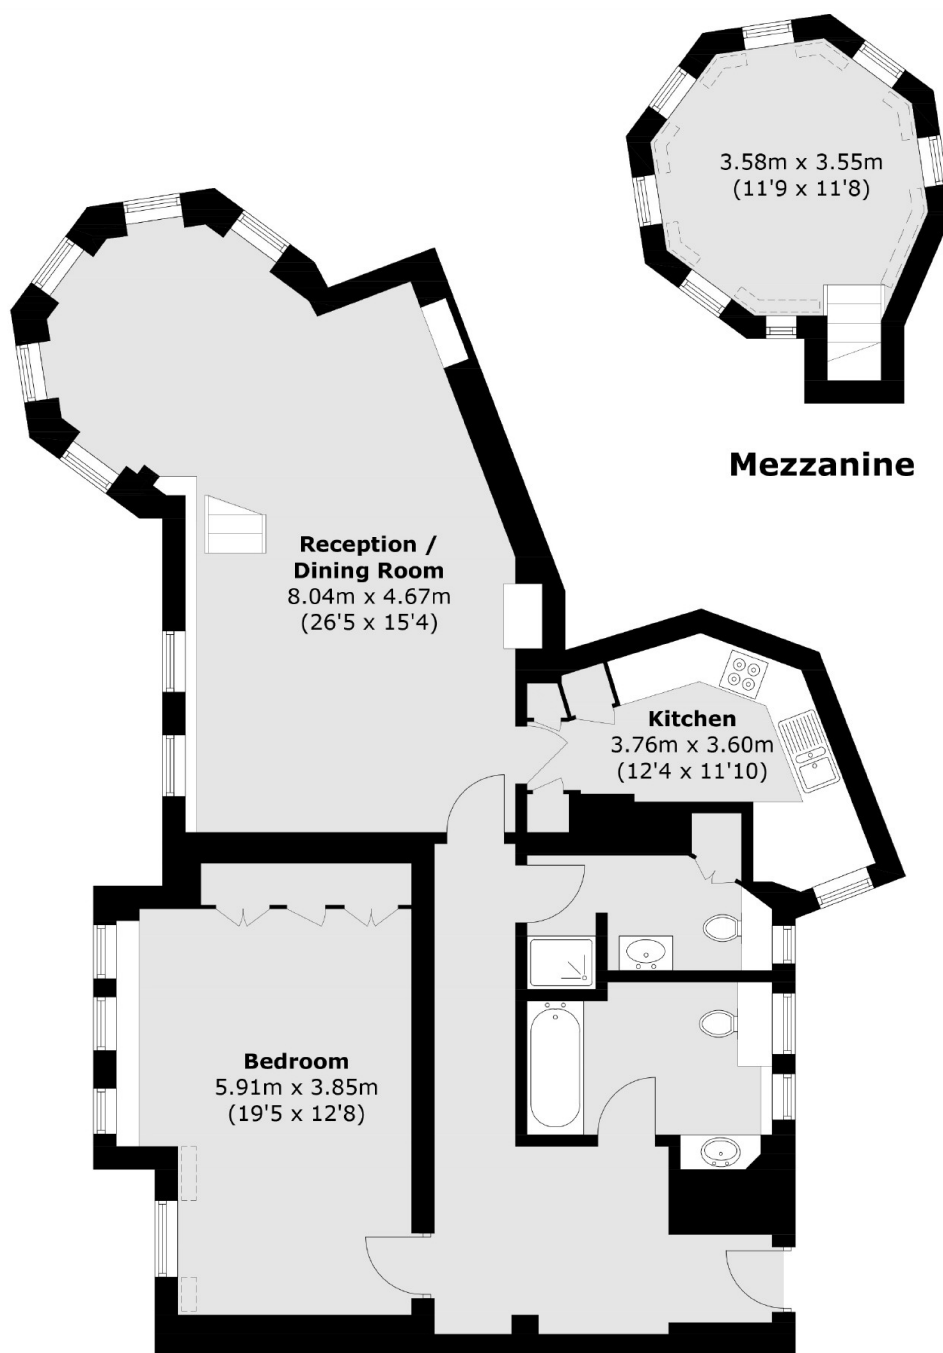 3.58m x 3.55m
(11'9 x 11'8)
Mezzanine
Reception /
Dining Room
8.04m x 4.67m
(26'5 x 15'4)
Kitchen
3.76m x 3.60m
(12'4 x 11'10)
Bedroom
5.91m x 3.85m
(19'5 x 12'8)